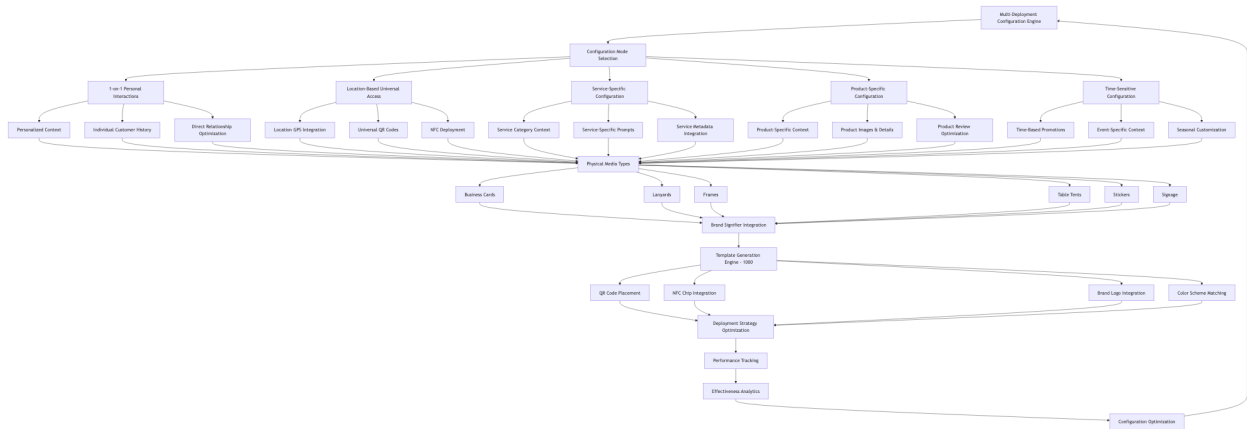 Multi-Deployment
Configuration Engine
Configuration Mode
Selection
1-on-1 Personal
Interactions
Location-Based Universal
Access
Service-Specific
Configuration
Product-Specific
Configuration
Time-Sensitive
Configuration
Personalized Context
Individual Customer History
Direct Relationship
Optimization
Location GPS Integration
Universal QR Codes
NFC Deployment
Service Category Context
Service-Specific Prompts
Service Metadata
Integration
Product-Specific Context
Product Images & Details
Product Review
Optimization
Time-Based Promotions
Event-Specific Context
Seasonal Customization
Physical Media Types
Business Cards
Lanyards
Frames
Table Tents
Stickers
Signage
Brand Signifier Integration
Template Generation
Engine - 1000
QR Code Placement
NFC Chip Integration
Brand Logo Integration
Color Scheme Matching
Deployment Strategy
Optimization
Performance Tracking
Effectiveness Analytics
Configuration Optimization